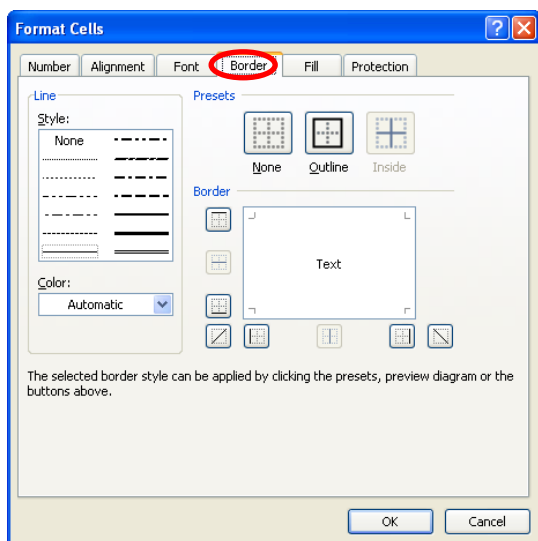 Format Cells
Number Alignment Font Border Fill Protection
Line
Style:
None
Color:
Automatic
Presets
None Outline Inside
Border
Text
The selected border style can be applied by clicking the presets, preview diagram or the
buttons above.
OK Cancel